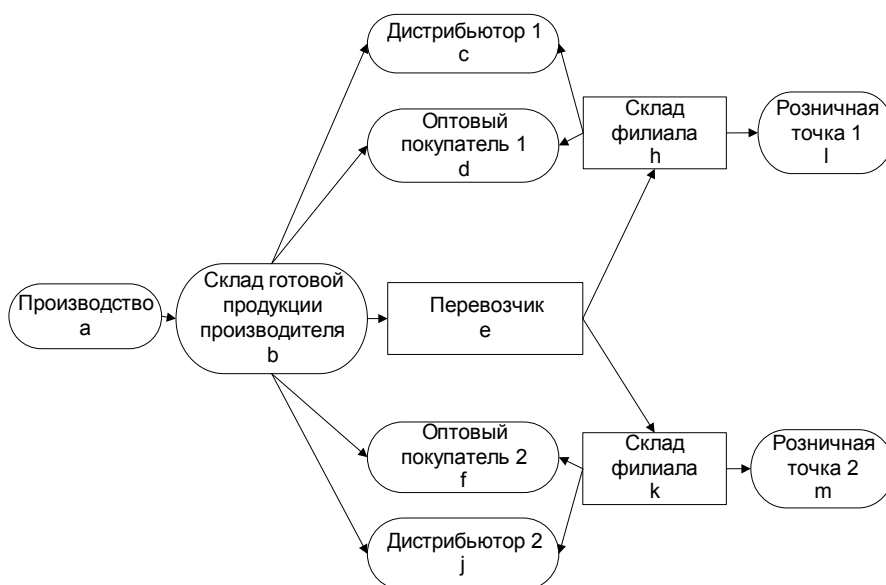 Дистрибьютор 1
c
Оптовый
покупатель 1
d
Склад
филиала
h
Розничная
точка 1
l
Производство
a
Склад готовой
продукции
производителя
b
Перевозчик
e
Оптовый
покупатель 2
f
Склад
филиала
k
Розничная
точка 2
m
Дистрибьютор 2
j